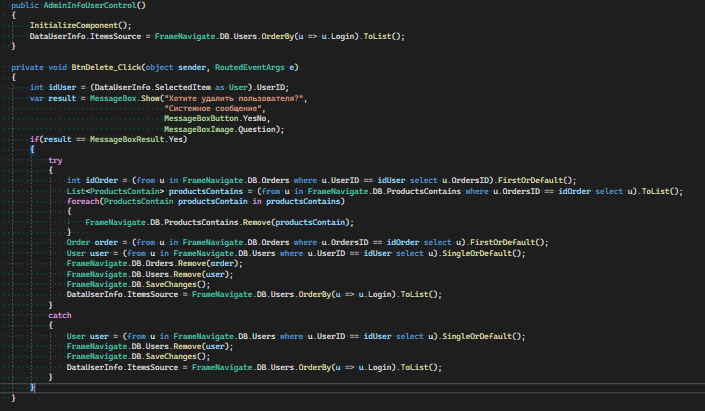 public AdminInfoUserControl()
{
InitializeComponent();
DataUserInfo.ItemsSource = FrameNavigate.DB.Users.OrderBy(u => u.Login).ToList();
}
private void BtnDelete_Click(object sender, RoutedEventArgs e)
{
int idUser = (DataUserInfo.SelectedItem as User).UserID;
var result = MessageBox.Show("Хотите удалить пользователя?",
"Системное сообщение",
MessageBoxButton.YesNo,
MessageBoxImage.Question);
if(result == MessageBoxResult.Yes)
{
try
{
int idOrder = (from u in FrameNavigate.DB.Orders where u.UserID == idUser select u.OrdersID).FirstOrDefault();
List<ProductsContain> productsContains = (from u in FrameNavigate.DB.ProductsContains where u.OrdersID == idOrder select u).ToList();
foreach(ProductsContain productsContain in productsContains)
{
FrameNavigate.DB.ProductsContains.Remove(productsContain);
}
Order order = (from u in FrameNavigate.DB.Orders where u.OrdersID == idOrder select u).FirstOrDefault();
User user = (from u in FrameNavigate.DB.Users where u.UserID == idUser select u).SingleOrDefault();
FrameNavigate.DB.Orders.Remove(order);
FrameNavigate.DB.Users.Remove(user);
FrameNavigate.DB.SaveChanges();
DataUserInfo.ItemsSource = FrameNavigate.DB.Users.OrderBy(u => u.Login).ToList();
}
catch
{
User user = (from u in FrameNavigate.DB.Users where u.UserID == idUser select u).SingleOrDefault();
FrameNavigate.DB.Users.Remove(user);
FrameNavigate.DB.SaveChanges();
DataUserInfo.ItemsSource = FrameNavigate.DB.Users.OrderBy(u => u.Login).ToList();
}
}
}